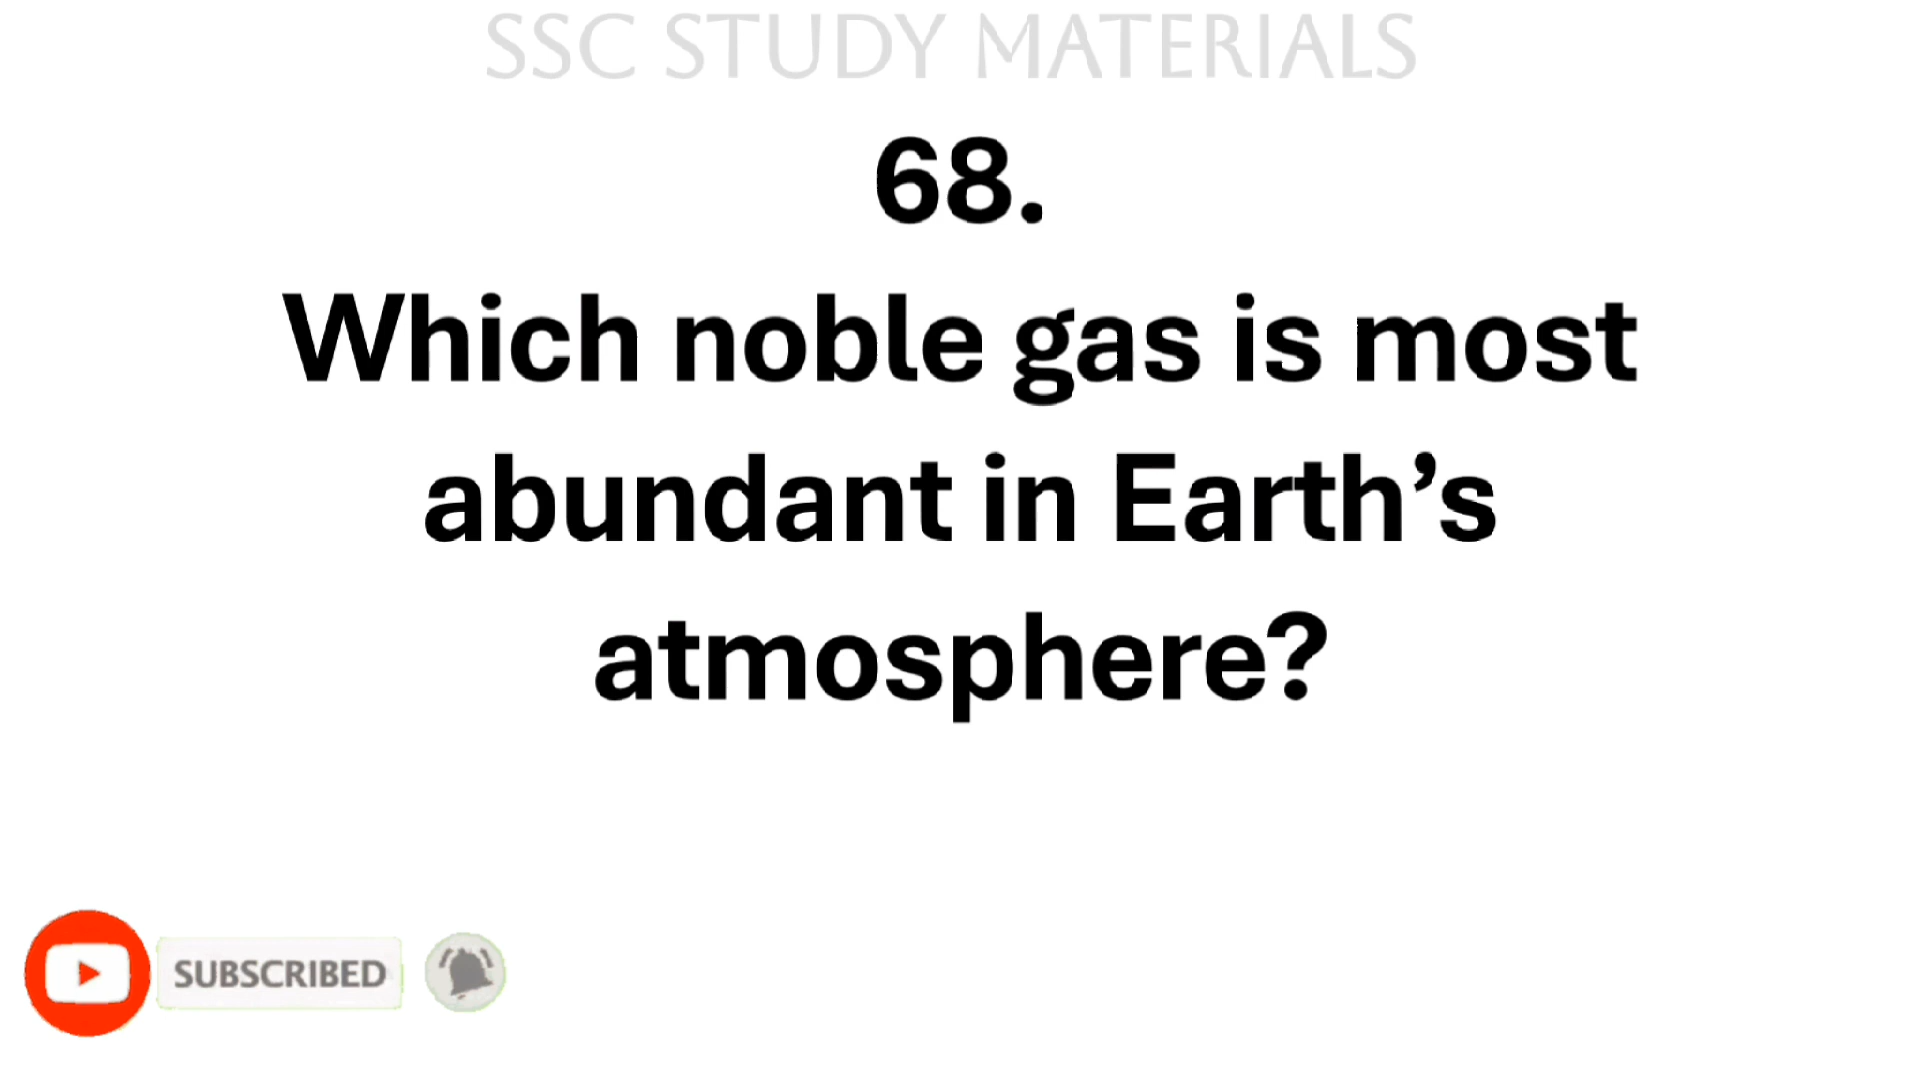 SSC STUDY MATERIALS
68.
Which noble gas is most
abundant in Earth’s
atmosphere?
SUBSCRIBED